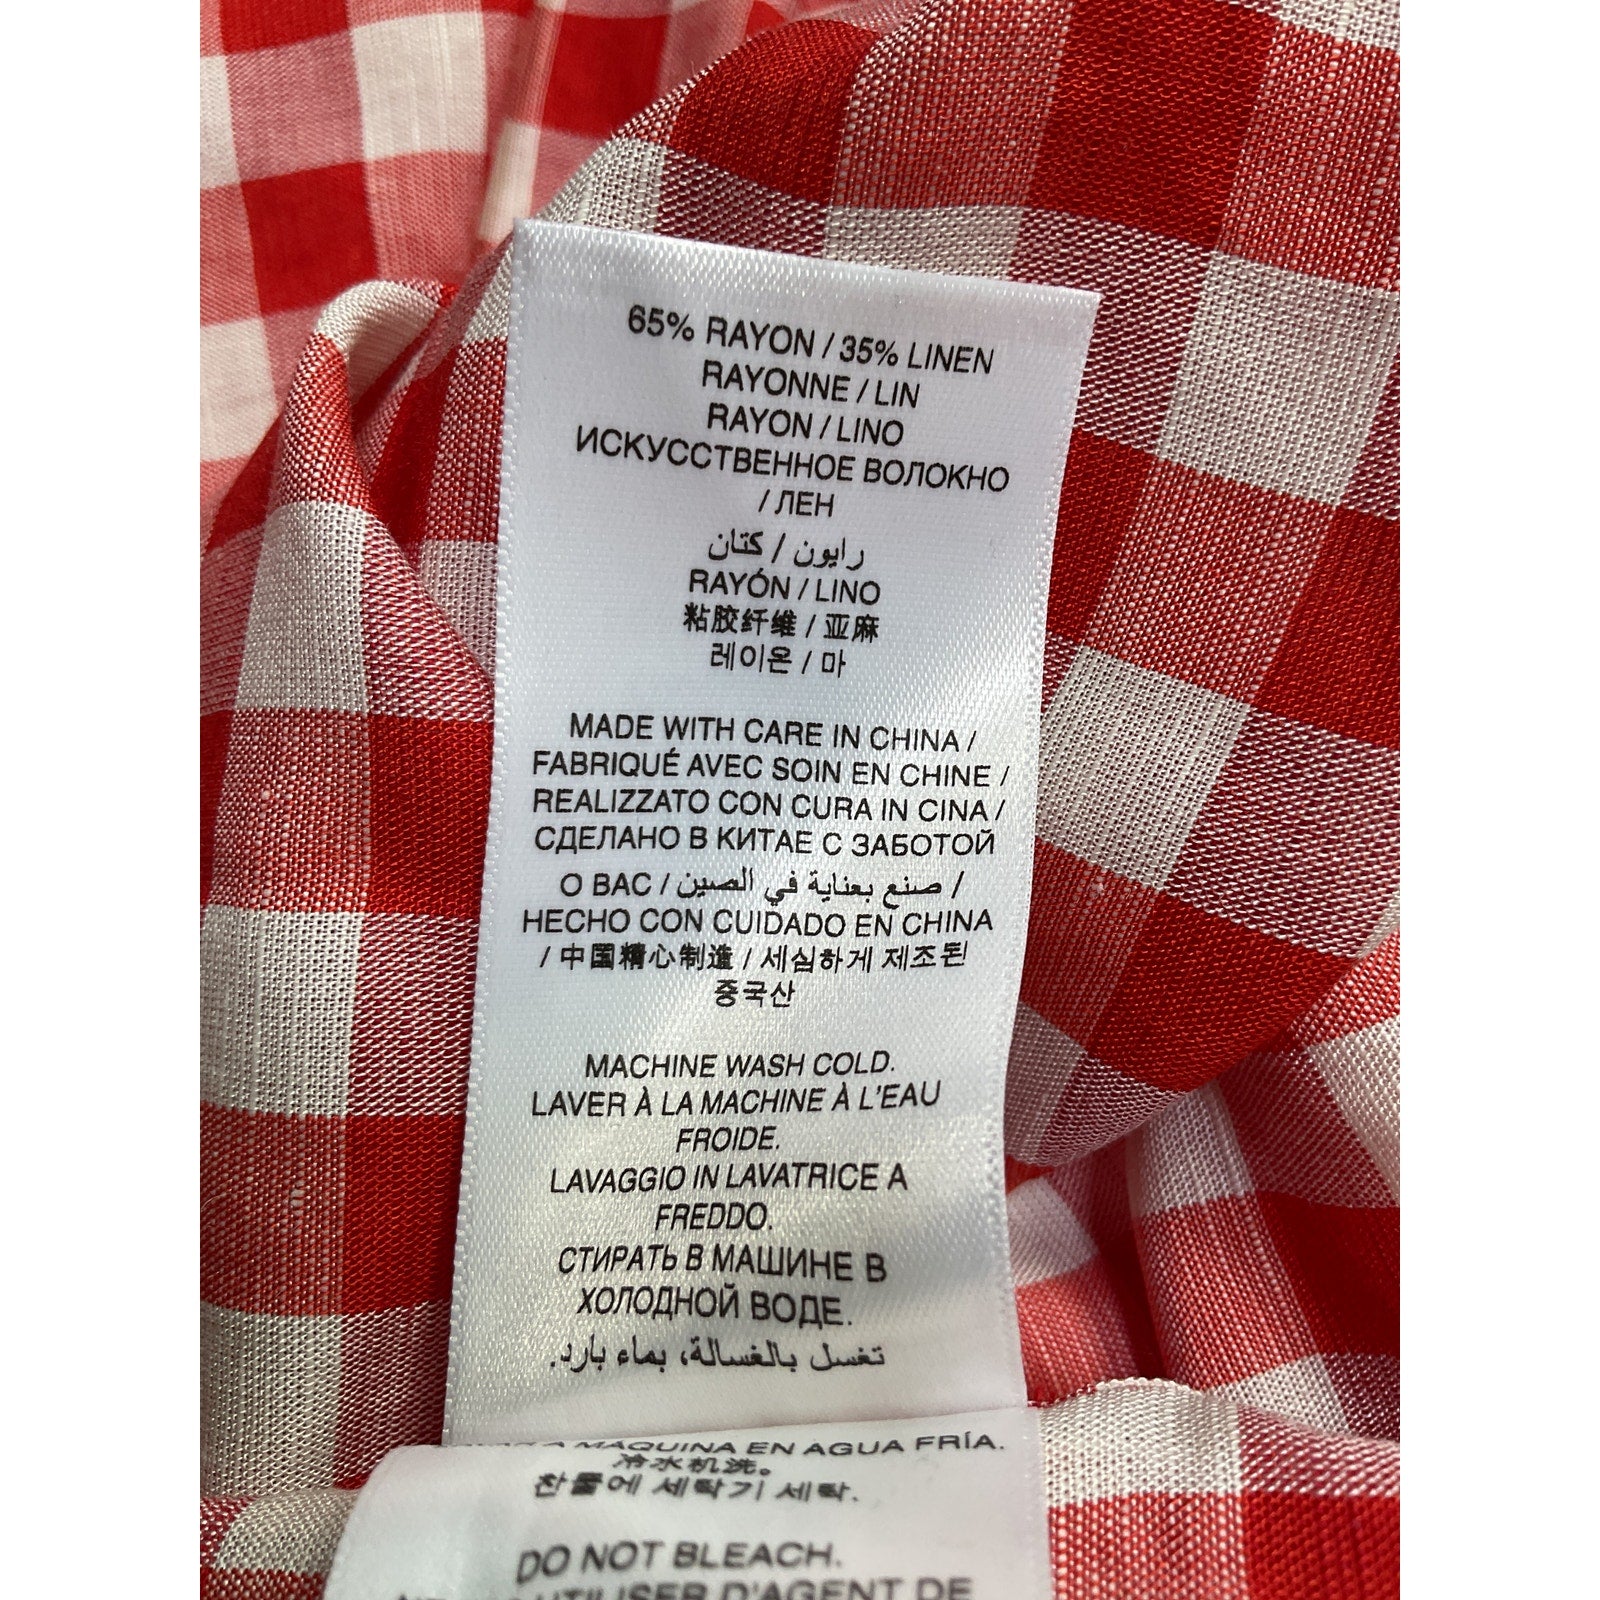 65% RAYON / 35% LINEN
RAYONNE / LIN
RAYON / LINO
ИСКУССТВЕННОЕ ВОЛОКНО
/ ЛЕН
رايون / كتان
RAYÓN / LINO
粘胶纤维 / 亚麻
레이온 / 마
MADE WITH CARE IN CHINA /
FABRIQUÉ AVEC SOIN EN CHINE /
REALIZZATO CON CURA IN CINA /
СДЕЛАНО В КИТАЕ С ЗАБОТОЙ
О ВАС / صنع بعناية في الصين /
HECHO CON CUIDADO EN CHINA
/ 中国精心制造 / 세심하게 제조된
중국산
MACHINE WASH COLD.
LAVER À LA MACHINE À L'EAU
FROIDE.
LAVAGGIO IN LAVATRICE A
FREDDO.
СТИРАТЬ В МАШИНЕ В
ХОЛОДНОЙ ВОДЕ.
تغسل بالغسالة، بماء بارد.
A MÁQUINA EN AGUA FRÍA.
冷水机洗。
찬물에 세탁기 세탁.
DO NOT BLEACH.
D'AGENT DE